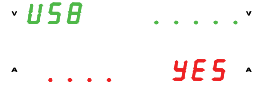 USB . . . . .
. . . . YES